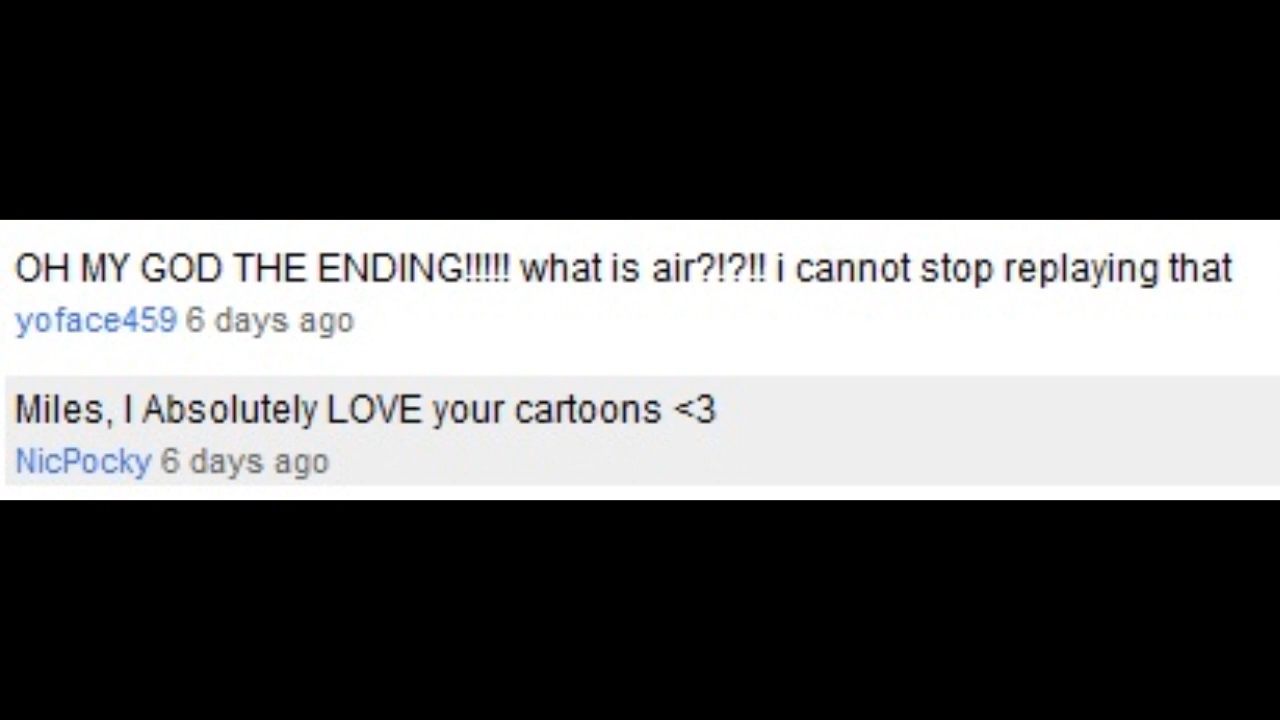 OH MY GOD THE ENDING!!!!! what is air?!?!! i cannot stop replaying that
yoface459 6 days ago
Miles, I Absolutely LOVE your cartoons <3
NicPocky 6 days ago